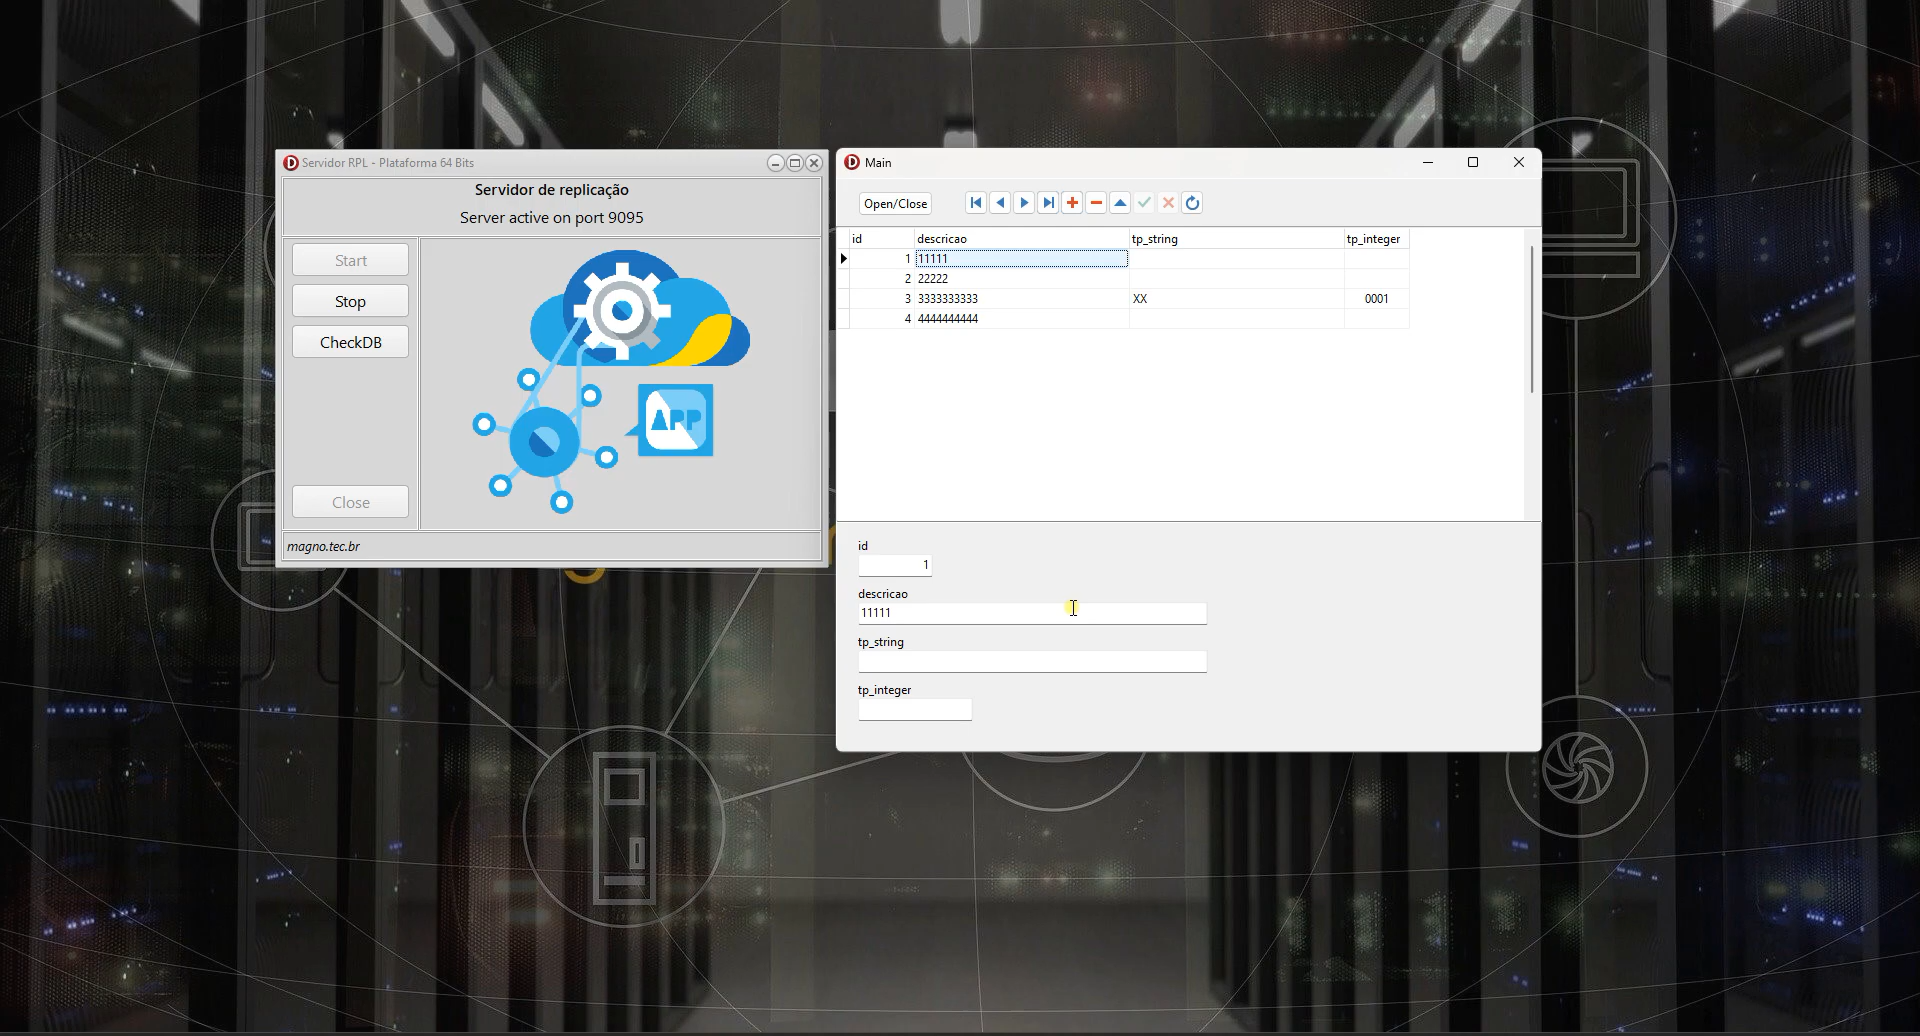 Servidor RPL - Plataforma 64 Bits
Servidor de replicação
Server active on port 9095
Start
Stop
CheckDB
Close
APP
magno.tec.br
Main
Open/Close
id descricao tp_string tp_integer
1 11111
2 22222
3 3333333333 XX 0001
4 4444444444
id
1
descricao
11111
tp_string
tp_integer